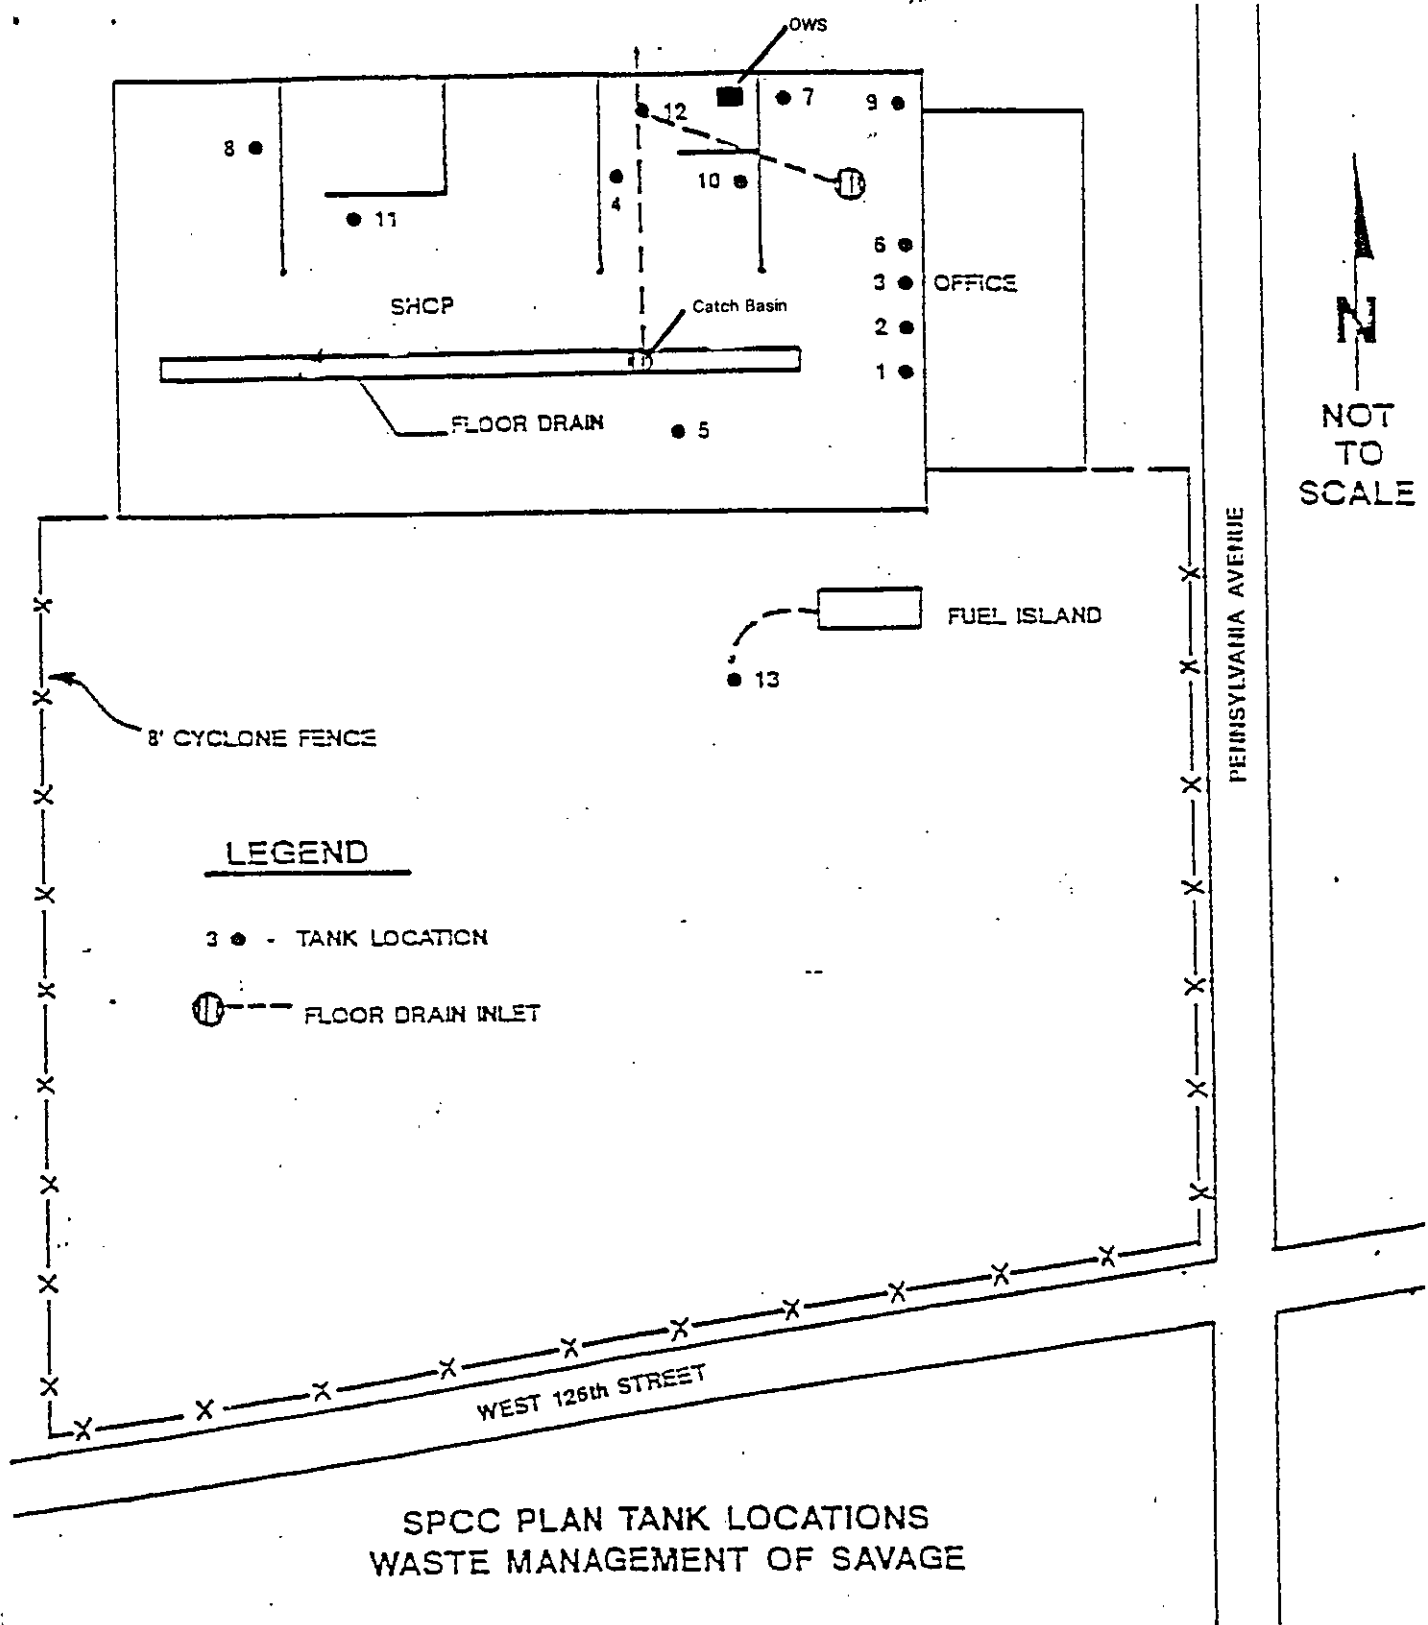 OWS
12
7
9
8
4
10
11
6
3
OFFICE
SHOP
Catch Basin
2
1
FLOOR DRAIN
5
N
NOT
TO
SCALE
PENNSYLVANIA AVENUE
FUEL ISLAND
13
8' CYCLONE FENCE
LEGEND
3 - TANK LOCATION
FLOOR DRAIN INLET
WEST 126th STREET
SPCC PLAN TANK LOCATIONS
WASTE MANAGEMENT OF SAVAGE